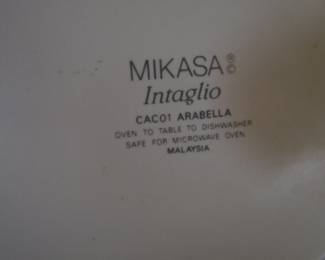 MIKASA®©
Intaglio
CAC01 ARABELLA
OVEN TO TABLE TO DISHWASHER
SAFE FOR MICROWAVE OVEN
MALAYSIA